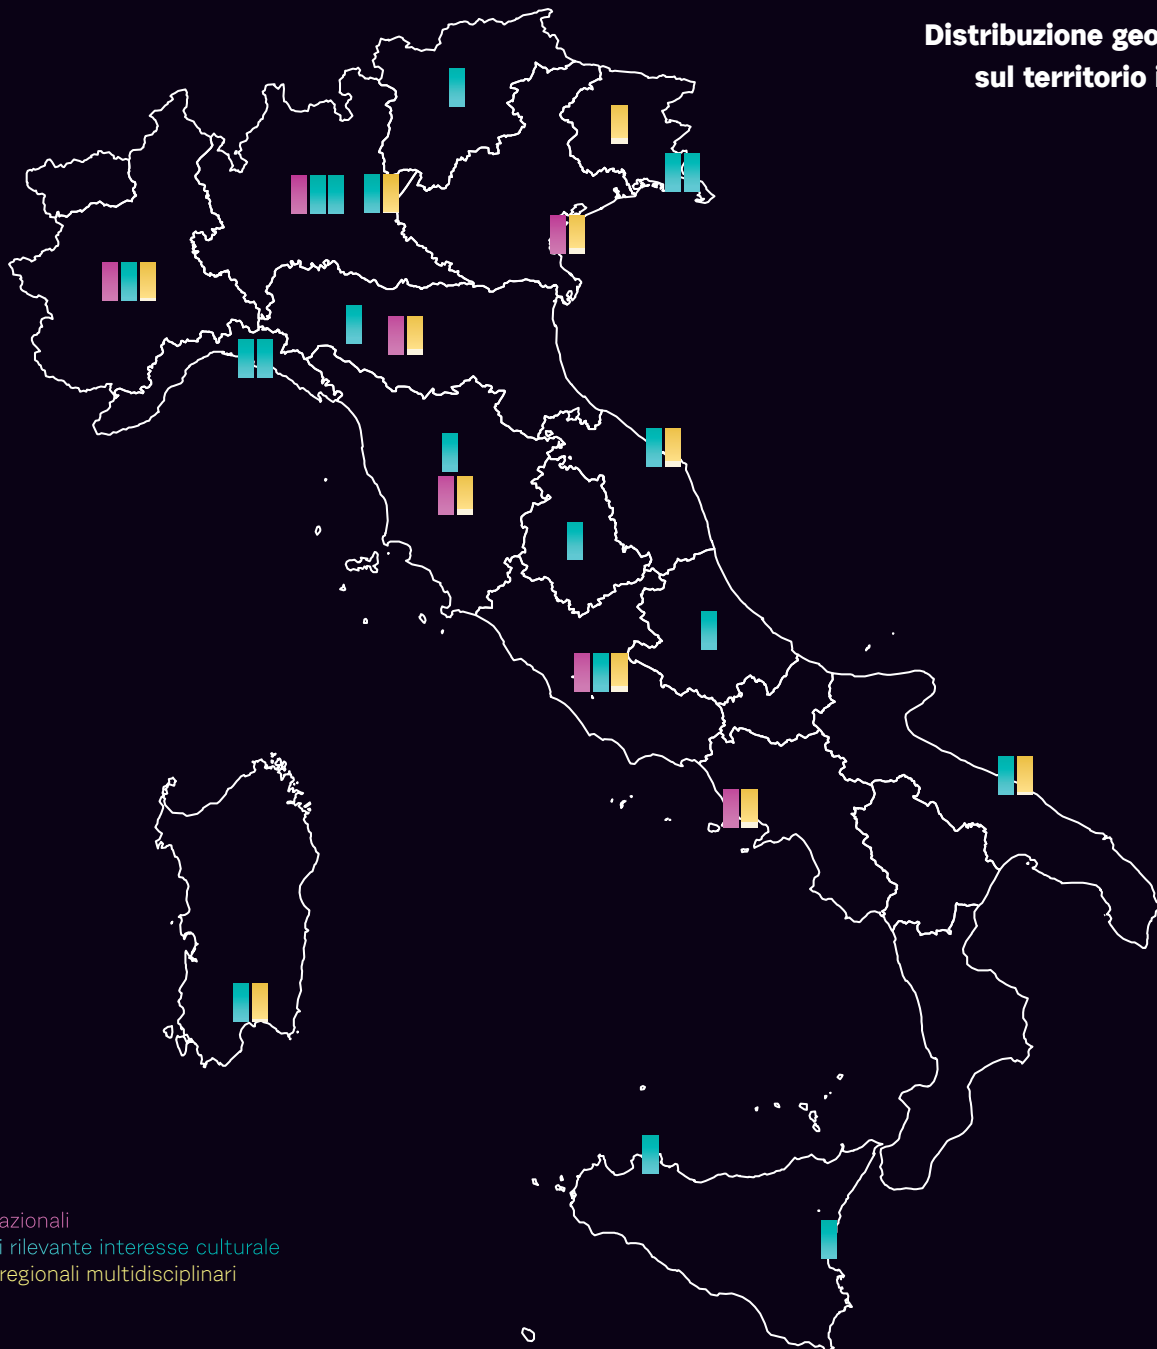 Distribuzione geo
sul territorio i
azionali
i rilevante interesse culturale
regionali multidisciplinari